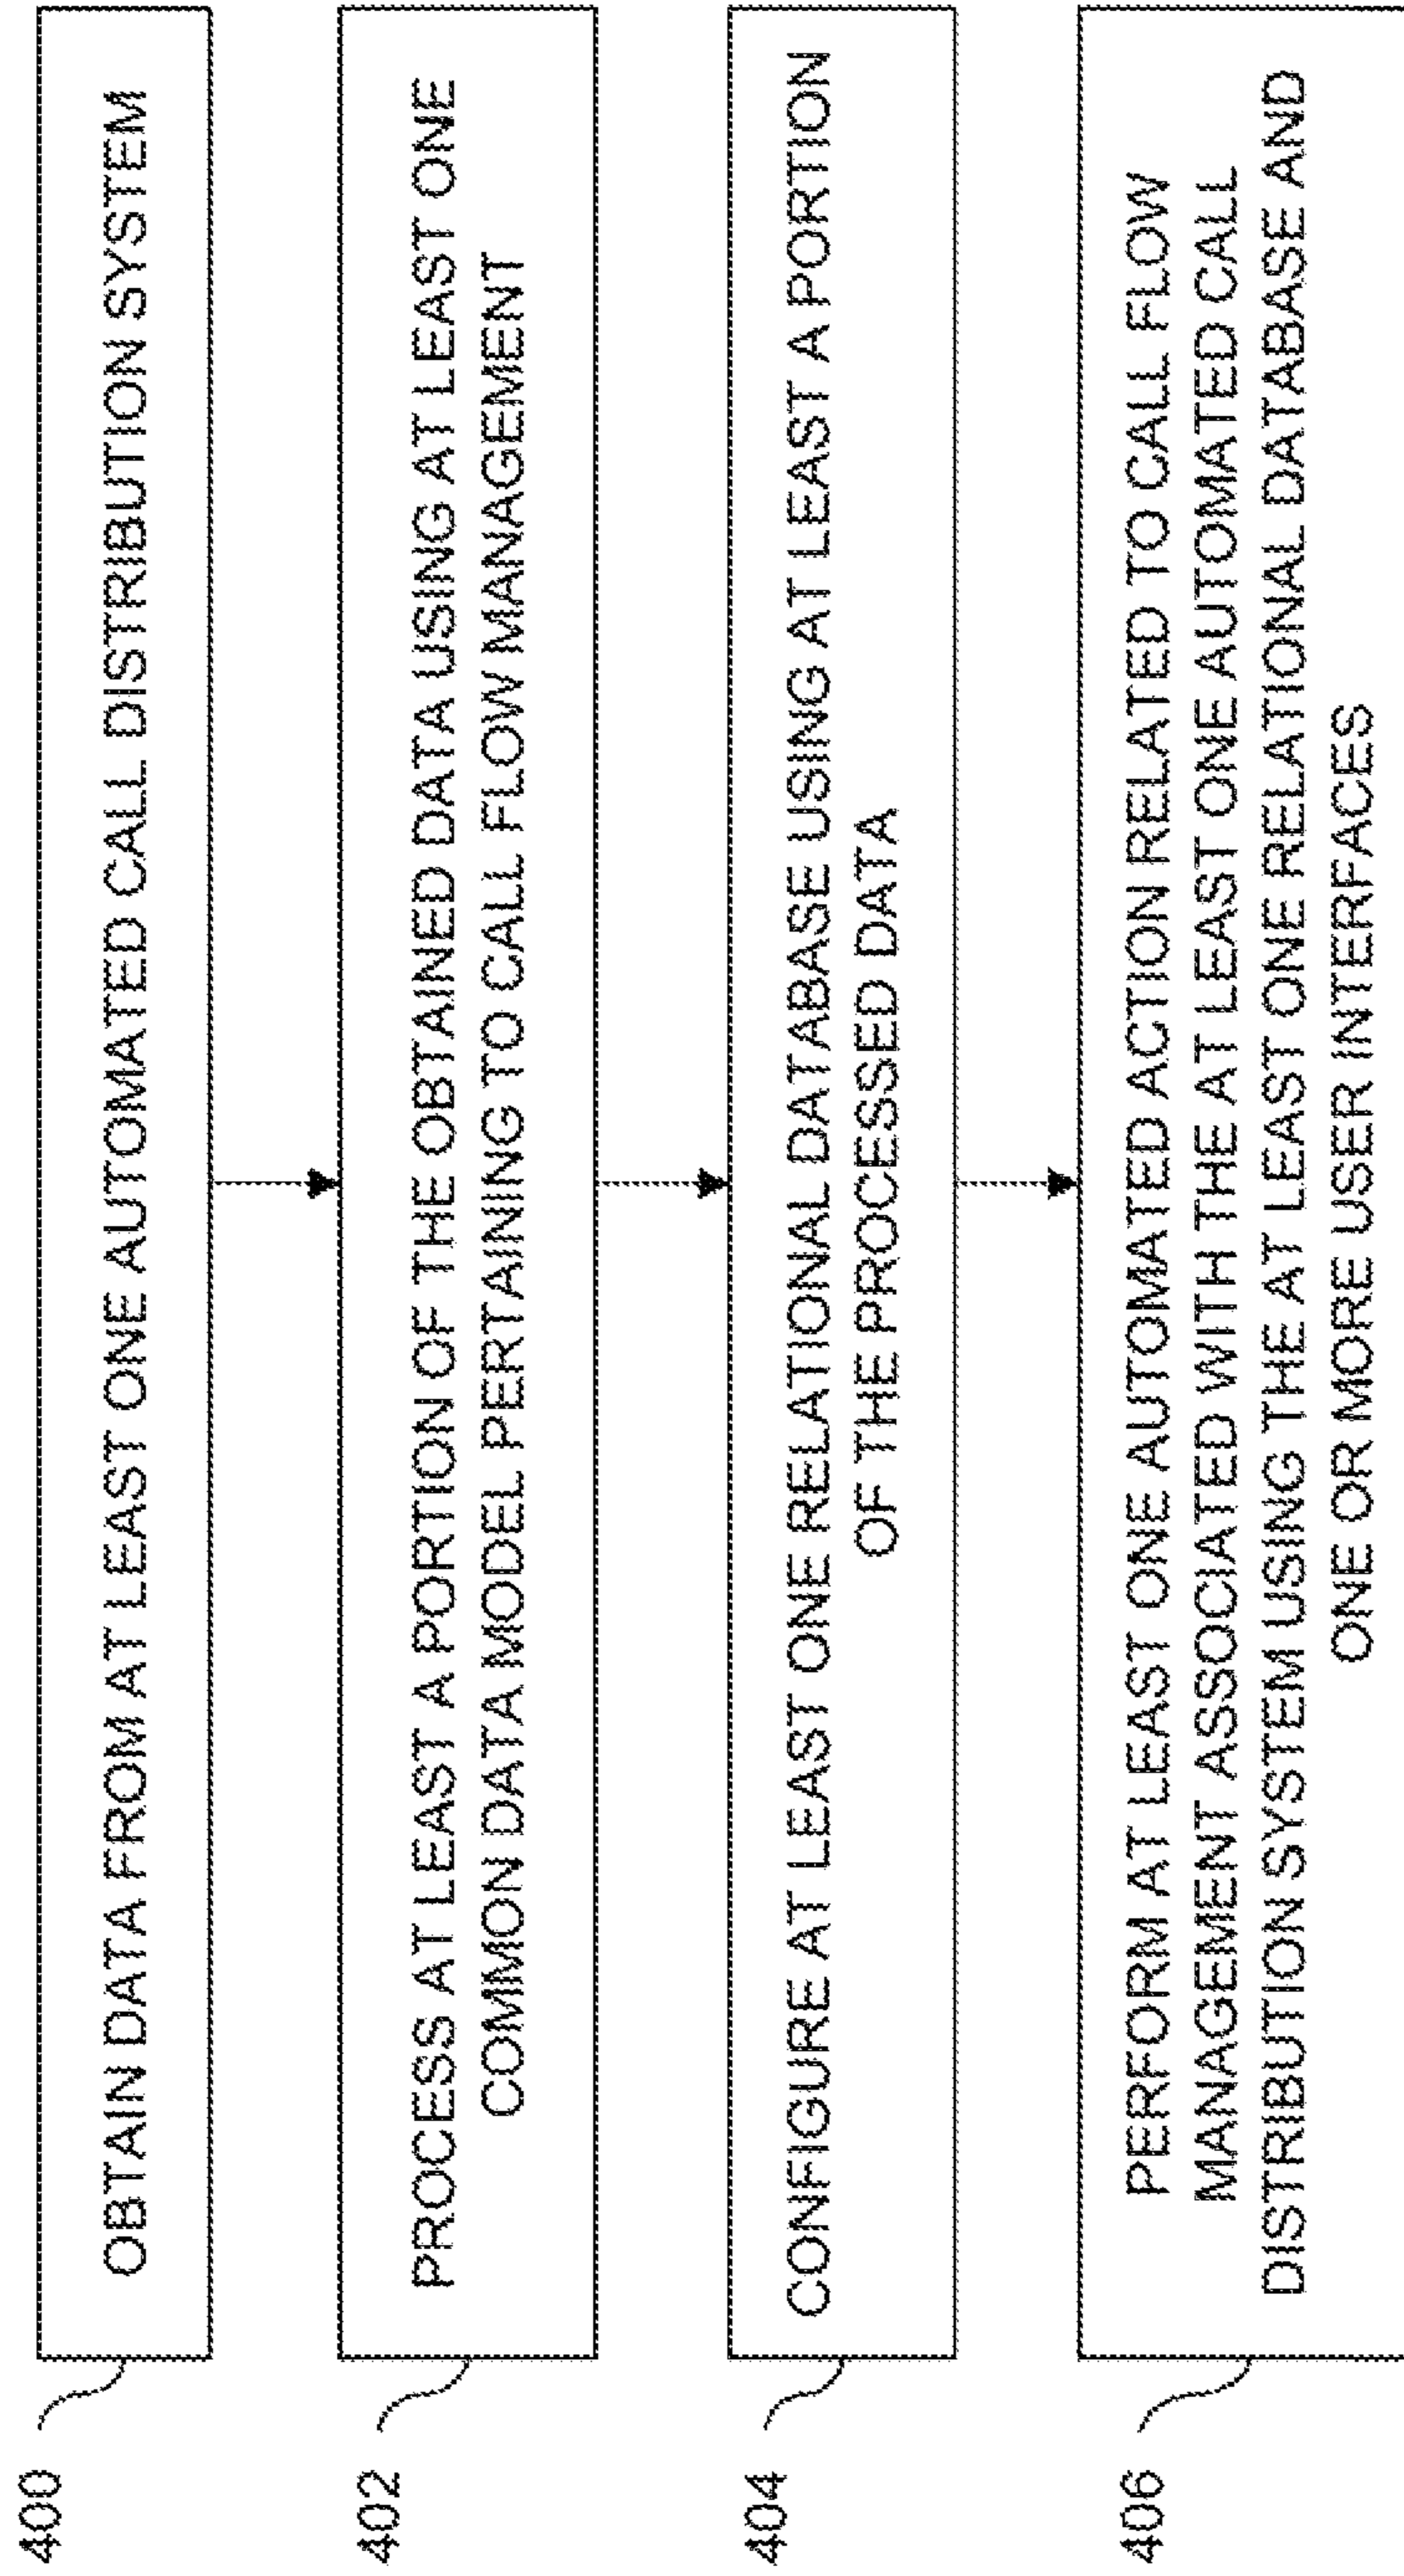 400
OBTAIN DATA FROM AT LEAST ONE AUTOMATED CALL DISTRIBUTION SYSTEM
402
PROCESS AT LEAST A PORTION OF THE OBTAINED DATA USING AT LEAST ONE
COMMON DATA MODEL PERTAINING TO CALL FLOW MANAGEMENT
404
CONFIGURE AT LEAST ONE RELATIONAL DATABASE USING AT LEAST A PORTION
OF THE PROCESSED DATA
406
PERFORM AT LEAST ONE AUTOMATED ACTION RELATED TO CALL FLOW
MANAGEMENT ASSOCIATED WITH THE AT LEAST ONE AUTOMATED CALL
DISTRIBUTION SYSTEM USING THE AT LEAST ONE RELATIONAL DATABASE AND
ONE OR MORE USER INTERFACES